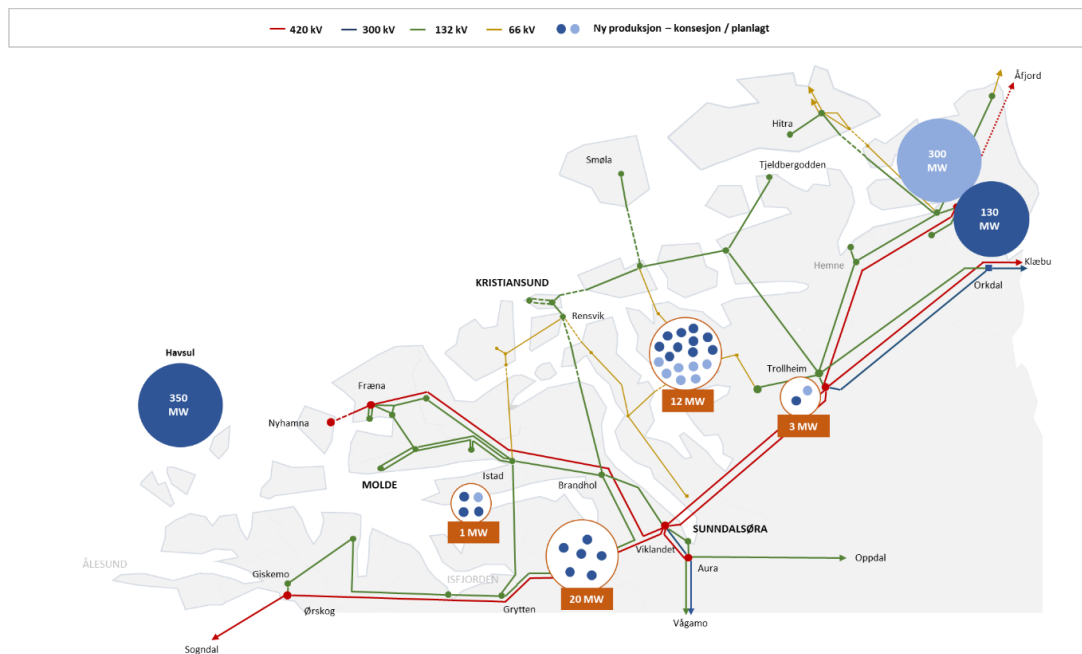 420 kV
300 kV
132 kV
66 kV
Ny produksjon – konsesjon / planlagt
Åfjord
Hitra
300
MW
Smøla
Tjeldbergodden
130
MW
Hemne
Klæbu
Orkdal
KRISTIANSUND
Rensvik
Havsul
350
MW
Fræna
Trollheim
12 MW
3 MW
Nyhamna
MOLDE
Istad
Brandhol
1 MW
SUNNDALSØRA
Viklandet
Aura
Oppdal
ÅLESUND
Giskemo
ISFJORDEN
20 MW
Ørskog
Grytten
Vågamo
Sogndal